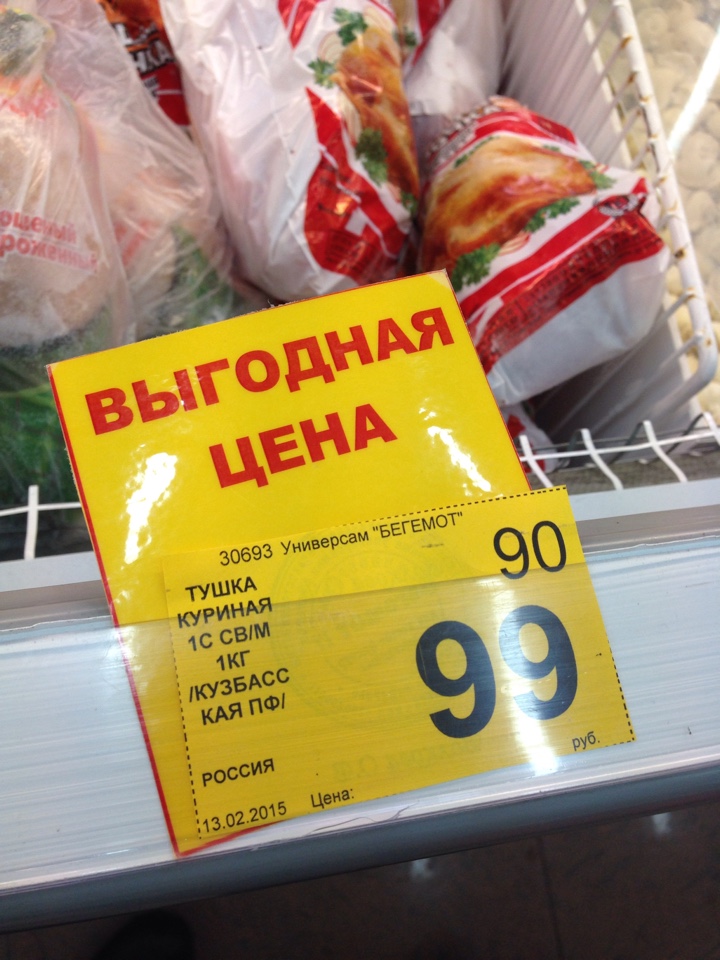 ВЫГОДНАЯ
ЦЕНА
30693 Универсам "БЕГЕМОТ"
ТУШКА
КУРИНАЯ
1С СВ/М
1КГ
/КУЗБАСС
КАЯ ПФ/
90
99
руб.
РОССИЯ
13.02.2015 Цена: